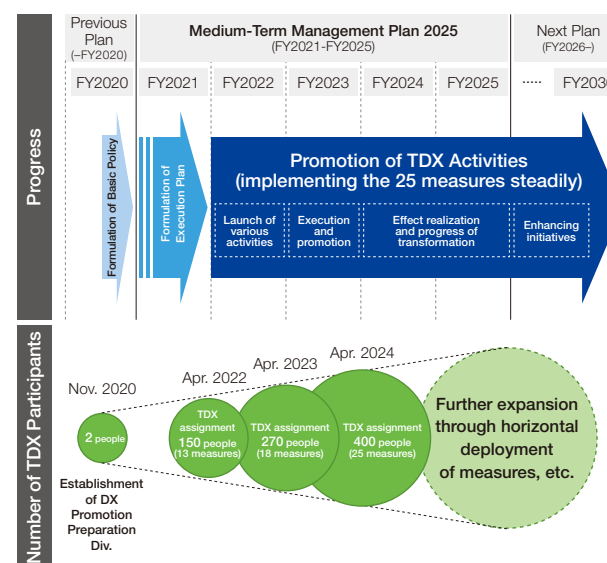 Previous
Plan
(–FY2020)
Medium-Term Management Plan 2025
(FY2021-FY2025)
Next Plan
(FY2026–)
FY2020
FY2021
FY2022
FY2023
FY2024
FY2025
.....
FY2030
Progress
Formulation of Basic Policy
Formulation of
Execution Plan
Promotion of TDX Activities
(implementing the 25 measures steadily)
Launch of
various
activities
Execution
and
promotion
Effect realization
and progress of
transformation
Enhancing
initiatives
Number of TDX Participants
Nov. 2020
2 people
Establishment
of DX
Promotion
Preparation
Div.
Apr. 2022
TDX
assignment
150 people
(13 measures)
Apr. 2023
TDX assignment
270 people
(18 measures)
Apr. 2024
TDX assignment
400 people
(25 measures)
Further expansion
through horizontal
deployment
of measures, etc.